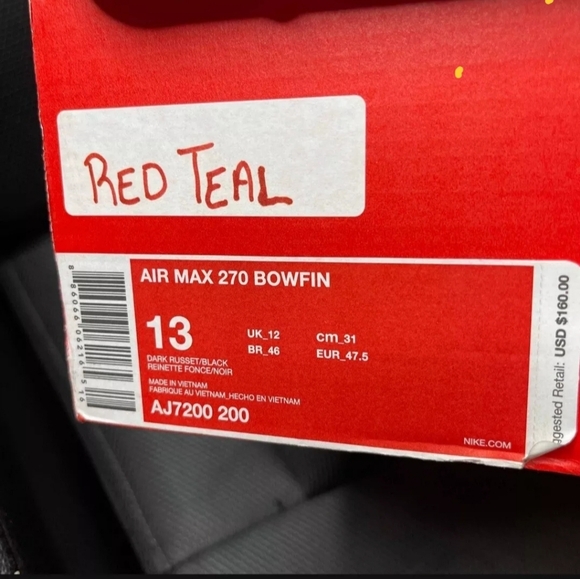 RED TEAL
AIR MAX 270 BOWFIN
13
UK_12
cm_31
BR_46
EUR_47.5
DARK RUSSET/BLACK
REINETTE FONCE/NOIR
MADE IN VIETNAM
FABRIQUE AU VIETNAM_HECHO EN VIETNAM
AJ7200 200
NIKE.COM
ggested Retail: USD $160.00